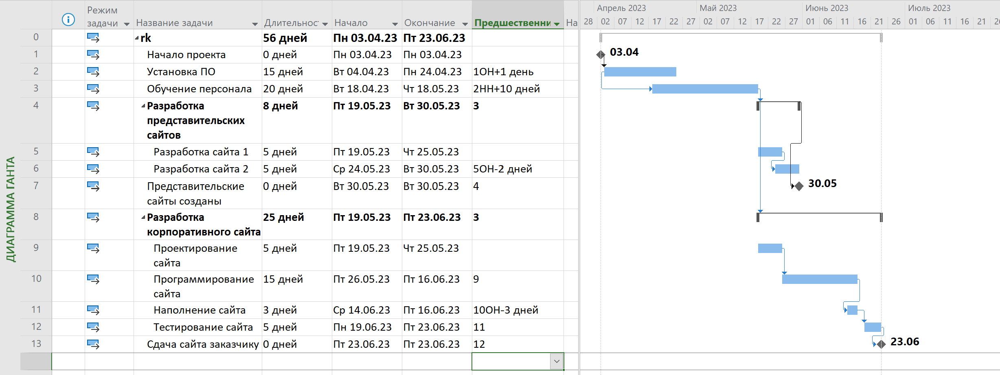 ДИАГРАММА ГАНТА
Режим задачи
Название задачи
Длительнос
Начало
Окончание
Предшественни
На
Апрель 2023 Май 2023 Июнь 2023 Июль 2023
28 02 07 12 17 22 27 02 07 12 17 22 27 01 06 11 16 21 26 01 06 11 16 21 26
0 rk 56 дней Пн 03.04.23 Пт 23.06.23
1 Начало проекта 0 дней Пн 03.04.23 Пн 03.04.23
03.04
2 Установка ПО 15 дней Вт 04.04.23 Пн 24.04.23 1ОН+1 день
3 Обучение персонала 20 дней Вт 18.04.23 Чт 18.05.23 2НН+10 дней
4 Разработка 8 дней Пт 19.05.23 Вт 30.05.23 3
представительских
сайтов
5 Разработка сайта 1 5 дней Пт 19.05.23 Чт 25.05.23
6 Разработка сайта 2 5 дней Ср 24.05.23 Вт 30.05.23 5ОН-2 дней
7 Представительские 0 дней Вт 30.05.23 Вт 30.05.23 4
сайты созданы
30.05
8 Разработка 25 дней Пт 19.05.23 Пт 23.06.23 3
корпоративного сайта
9 Проектирование 5 дней Пт 19.05.23 Чт 25.05.23
сайта
10 Программирование 15 дней Пт 26.05.23 Пт 16.06.23 9
сайта
11 Наполнение сайта 3 дней Ср 14.06.23 Пт 16.06.23 10ОН-3 дней
12 Тестирование сайта 5 дней Пн 19.06.23 Пт 23.06.23 11
13 Сдача сайта заказчику 0 дней Пт 23.06.23 Пт 23.06.23 12
23.06